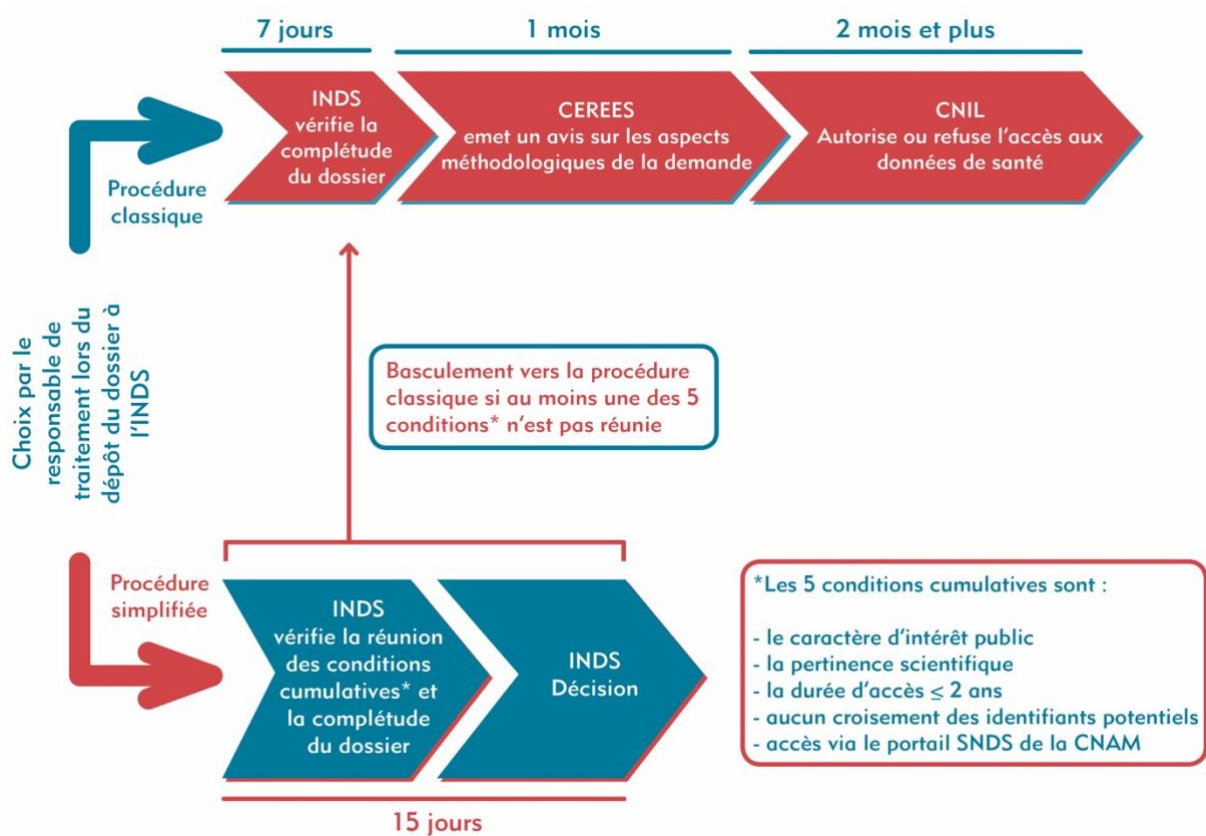 7 jours
1 mois
2 mois et plus
INDS
vérifie la
complétude
du dossier
CEREES
emet un avis sur les aspects
méthodologiques de la demande
CNIL
Autorise ou refuse l'accès aux
données de santé
Procédure
classique
Choix par le
responsable de
traitement lors du
dépôt du dossier à
l'INDS
Basculement vers la procédure
classique si au moins une des 5
conditions* n'est pas réunie
Procédure
simplifiée
INDS
vérifie la réunion
des conditions
cumulatives* et
la complétude
du dossier
INDS
Décision
15 jours
*Les 5 conditions cumulatives sont :
- le caractère d'intérêt public
- la pertinence scientifique
- la durée d'accès ≤ 2 ans
- aucun croisement des identifiants potentiels
- accès via le portail SNDS de la CNAM